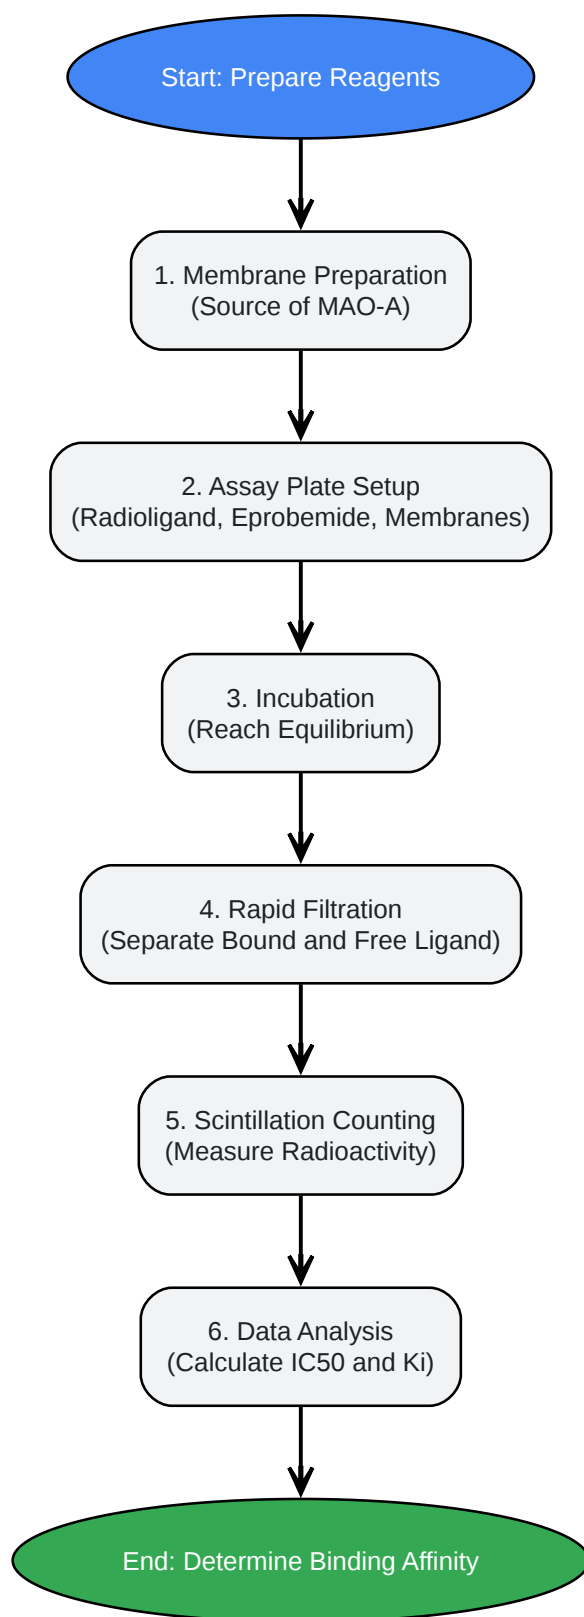 Start: Prepare Reagents
1. Membrane Preparation
(Source of MAO-A)
2. Assay Plate Setup
(Radioligand, Eprobemide, Membranes)
3. Incubation
(Reach Equilibrium)
4. Rapid Filtration
(Separate Bound and Free Ligand)
5. Scintillation Counting
(Measure Radioactivity)
6. Data Analysis
(Calculate IC50 and Ki)
End: Determine Binding Affinity